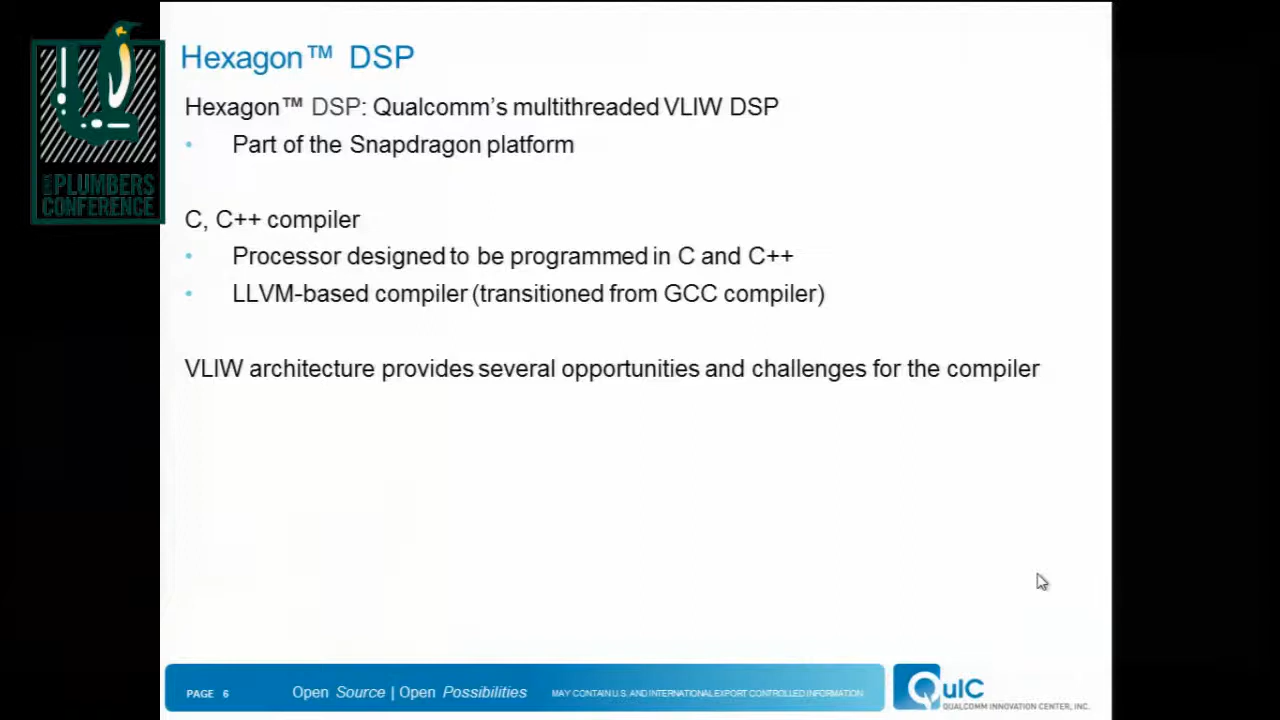 Hexagon™ DSP
Hexagon™ DSP: Qualcomm's multithreaded VLIW DSP
• Part of the Snapdragon platform
C, C++ compiler
• Processor designed to be programmed in C and C++
• LLVM-based compiler (transitioned from GCC compiler)
VLIW architecture provides several opportunities and challenges for the compiler
LINUX PLUMBERS
CONFERENCE
PAGE 6
Open Source | Open Possibilities
MAY CONTAIN U.S. AND INTERNATIONAL EXPORT CONTROLLED INFORMATION
QuIC
QUALCOMM INNOVATION CENTER, INC.